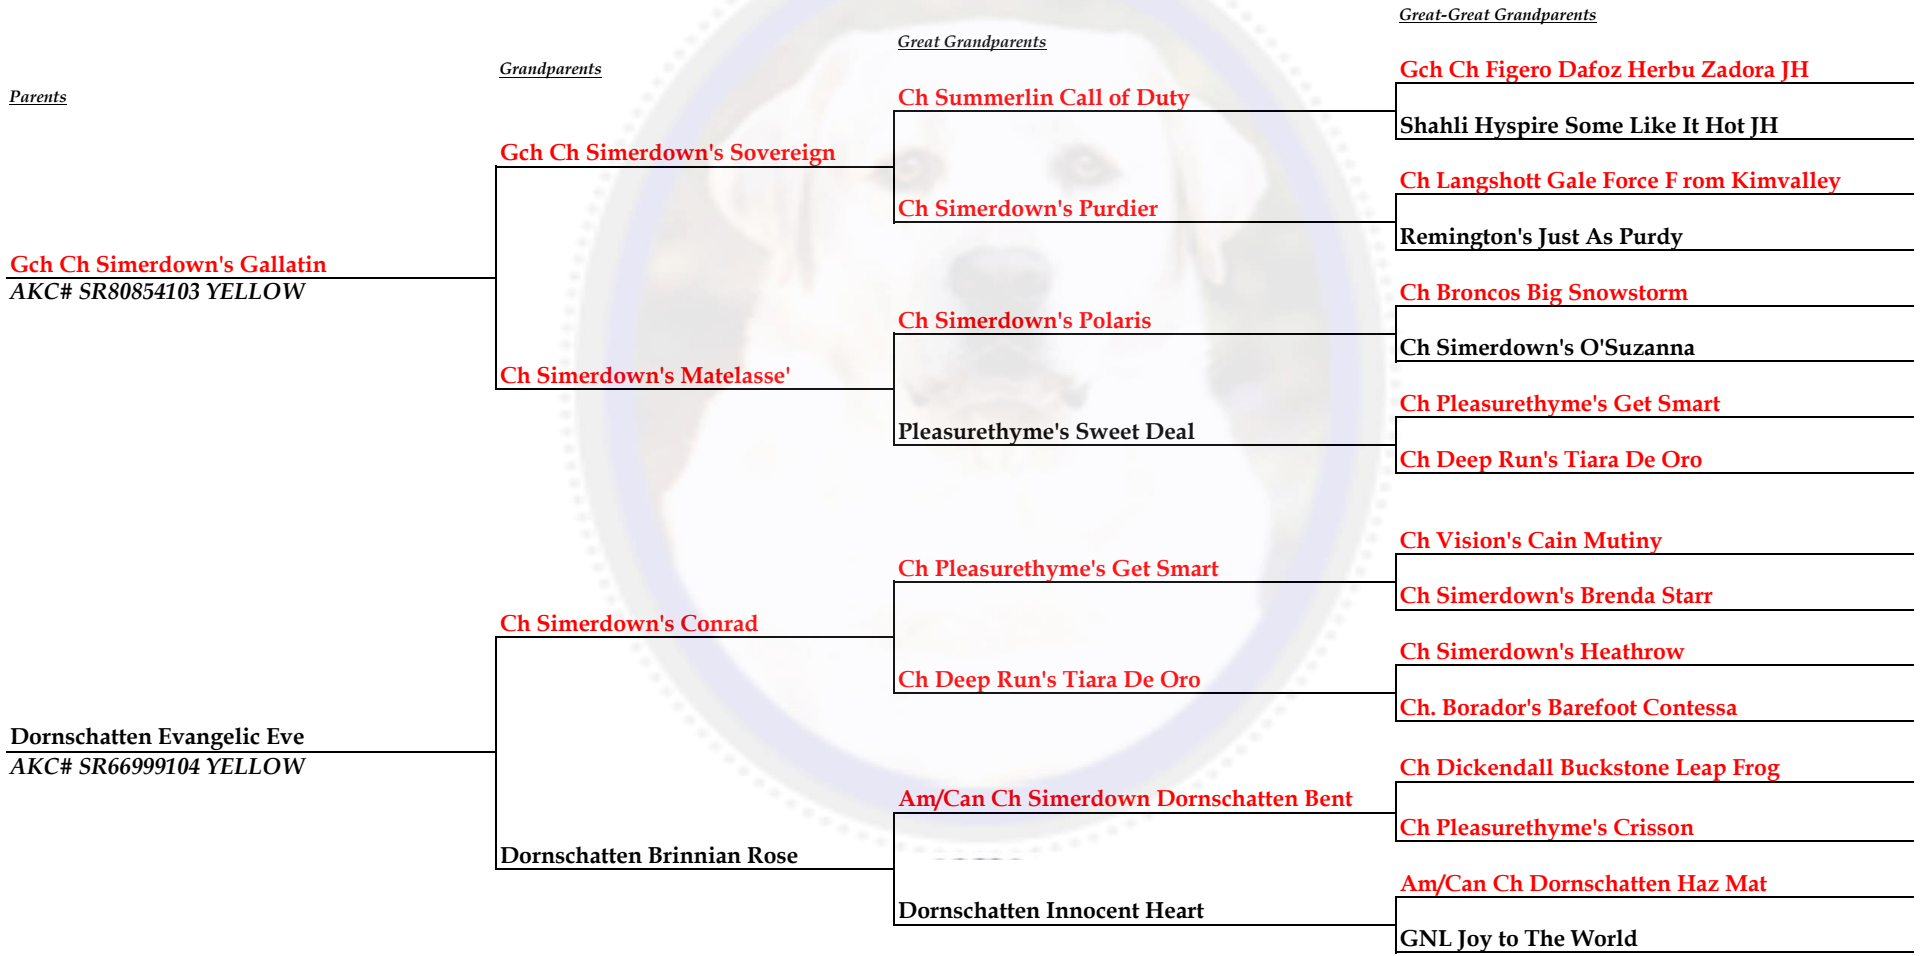 Great-Great Grandparents
Great Grandparents
Grandparents
Parents
Gch Ch Figero Dafoz Herbu Zadora JH
Ch Summerlin Call of Duty
Shahli Hyspire Some Like It Hot JH
Gch Ch Simerdown's Sovereign
Ch Langshott Gale Force F rom Kimvalley
Ch Simerdown's Purdier
Remington's Just As Purdy
Gch Ch Simerdown's Gallatin
AKC# SR80854103 YELLOW
Ch Broncos Big Snowstorm
Ch Simerdown's Polaris
Ch Simerdown's O'Suzanna
Ch Simerdown's Matelasse'
Ch Pleasurethyme's Get Smart
Pleasurethyme's Sweet Deal
Ch Deep Run's Tiara De Oro
Ch Vision's Cain Mutiny
Ch Pleasurethyme's Get Smart
Ch Simerdown's Brenda Starr
Ch Simerdown's Conrad
Ch Simerdown's Heathrow
Ch Deep Run's Tiara De Oro
Ch. Borador's Barefoot Contessa
Dornschatten Evangelic Eve
AKC# SR66999104 YELLOW
Ch Dickendall Buckstone Leap Frog
Am/Can Ch Simerdown Dornschatten Bent
Ch Pleasurethyme's Crisson
Dornschatten Brinnian Rose
Am/Can Ch Dornschatten Haz Mat
Dornschatten Innocent Heart
GNL Joy to The World